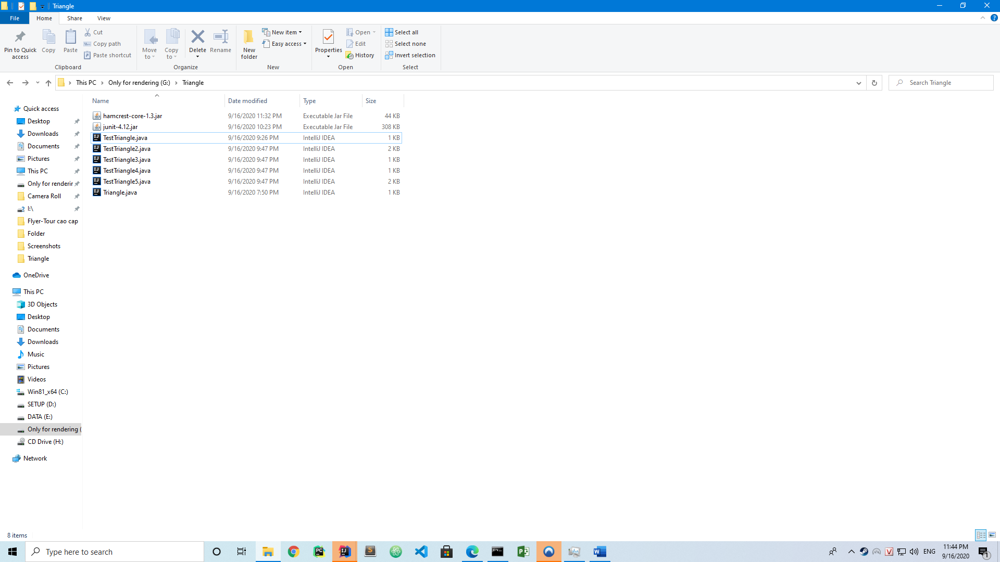 Triangle
File Home Share View
Pin to Quick access
Copy
Paste
Cut
Copy path
Paste shortcut
Clipboard
Move to
Copy to
Delete
Rename
Organize
New folder
New item
Easy access
New
Properties
Open
Edit
History
Open
Select all
Select none
Invert selection
Select
This PC Only for rendering (G:) Triangle
Search Triangle
Name Date modified Type Size
hamcrest-core-1.3.jar 9/16/2020 11:32 PM Executable Jar File 44 KB
junit-4.12.jar 9/16/2020 10:23 PM Executable Jar File 308 KB
TestTriangle.java 9/16/2020 9:26 PM IntelliJ IDEA 1 KB
TestTriangle2.java 9/16/2020 9:47 PM IntelliJ IDEA 2 KB
TestTriangle3.java 9/16/2020 9:47 PM IntelliJ IDEA 1 KB
TestTriangle4.java 9/16/2020 9:47 PM IntelliJ IDEA 1 KB
TestTriangle5.java 9/16/2020 9:47 PM IntelliJ IDEA 2 KB
Triangle.java 9/16/2020 7:50 PM IntelliJ IDEA 1 KB
Quick access
Desktop
Downloads
Documents
Pictures
This PC
Only for renderin
Camera Roll
I:\
Flyer-Tour cao cap
Folder
Screenshots
Triangle
OneDrive
This PC
3D Objects
Desktop
Documents
Downloads
Music
Pictures
Videos
Win81_x64 (C:)
SETUP (D:)
DATA (E:)
Only for rendering (
CD Drive (H:)
Network
8 items
Type here to search
ENG
11:44 PM
9/16/2020
1